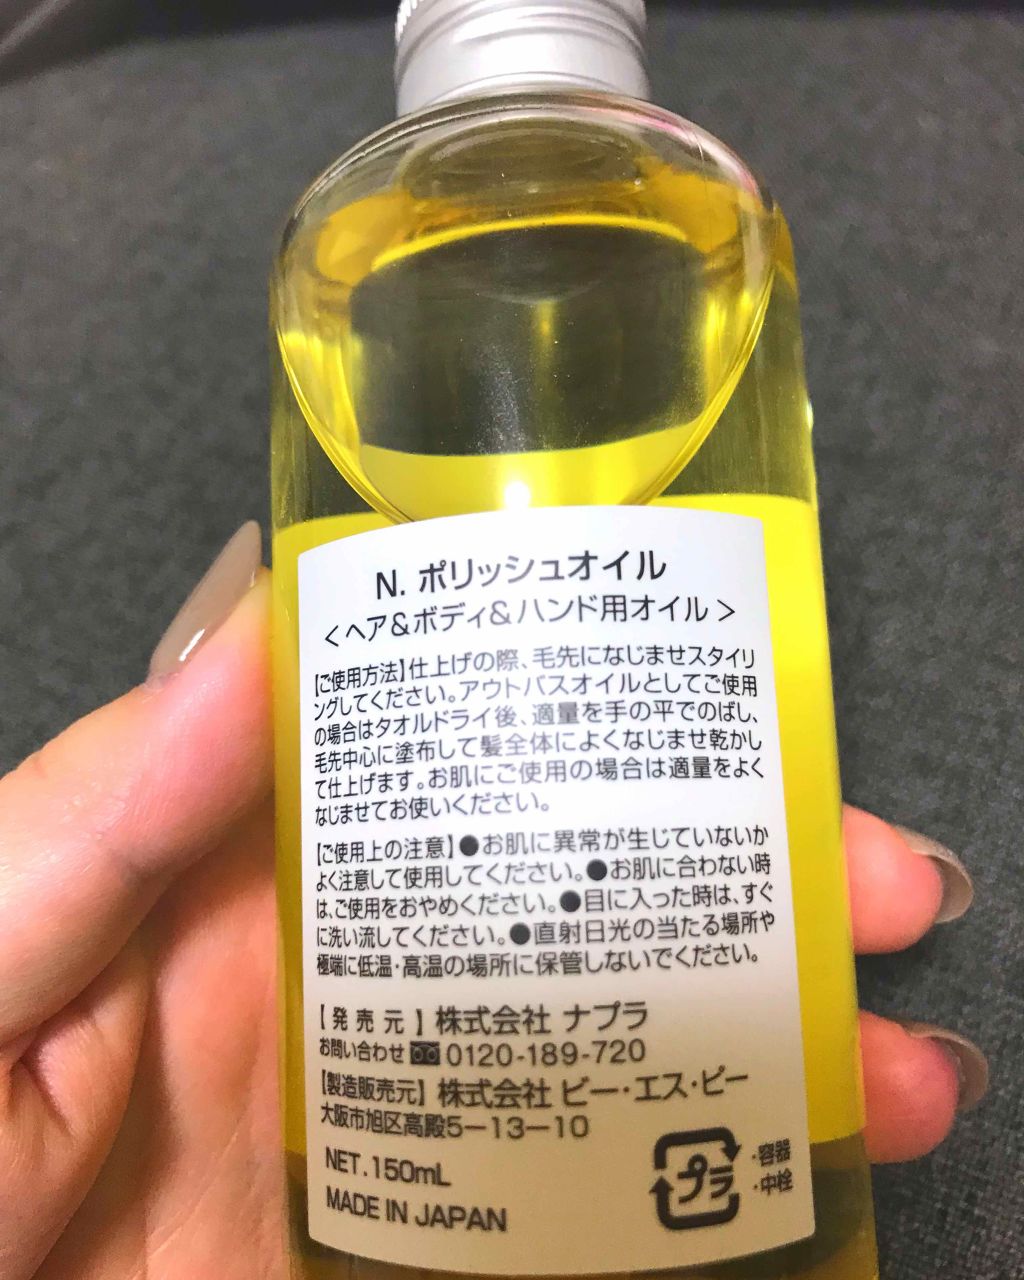 N. ポリッシュオイル
<ヘア&ボディ&ハンド用オイル>
【ご使用方法】仕上げの際、毛先になじませスタイリ
ングしてください。アウトバスオイルとしてご使用
の場合はタオルドライ後、適量を手の平でのばし、
毛先中心に塗布して髪全体によくなじませ乾かし
て仕上げます。お肌にご使用の場合は適量をよく
なじませてお使いください。
【ご使用上の注意】●お肌に異常が生じていないか
よく注意して使用してください。●お肌に合わない時
は、ご使用をおやめください。●目に入った時は、すぐ
に洗い流してください。●直射日光の当たる場所や
極端に低温・高温の場所に保管しないでください。
【発売元】株式会社 ナプラ
お問い合わせ 0120-189-720
【製造販売元】株式会社 ビー・エス・ピー
大阪市旭区高殿5-13-10
NET.150mL
MADE IN JAPAN
プラ
・容器
・中栓